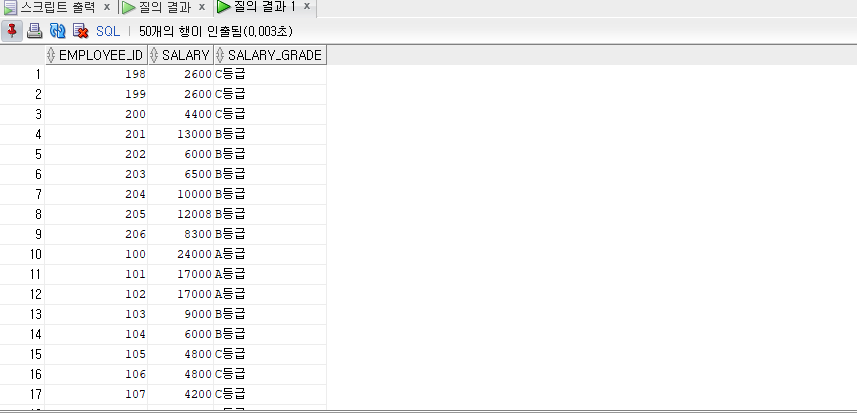 스크립트 출력 x 질의 결과 x 질의 결과 1 x
SQL | 50개의 행이 인출됨(0,003초)
EMPLOYEE_ID SALARY SALARY_GRADE
1 198 2600 C등급
2 199 2600 C등급
3 200 4400 C등급
4 201 13000 B등급
5 202 6000 B등급
6 203 6500 B등급
7 204 10000 B등급
8 205 12008 B등급
9 206 8300 B등급
10 100 24000 A등급
11 101 17000 A등급
12 102 17000 A등급
13 103 9000 B등급
14 104 6000 B등급
15 105 4800 C등급
16 106 4800 C등급
17 107 4200 C등급